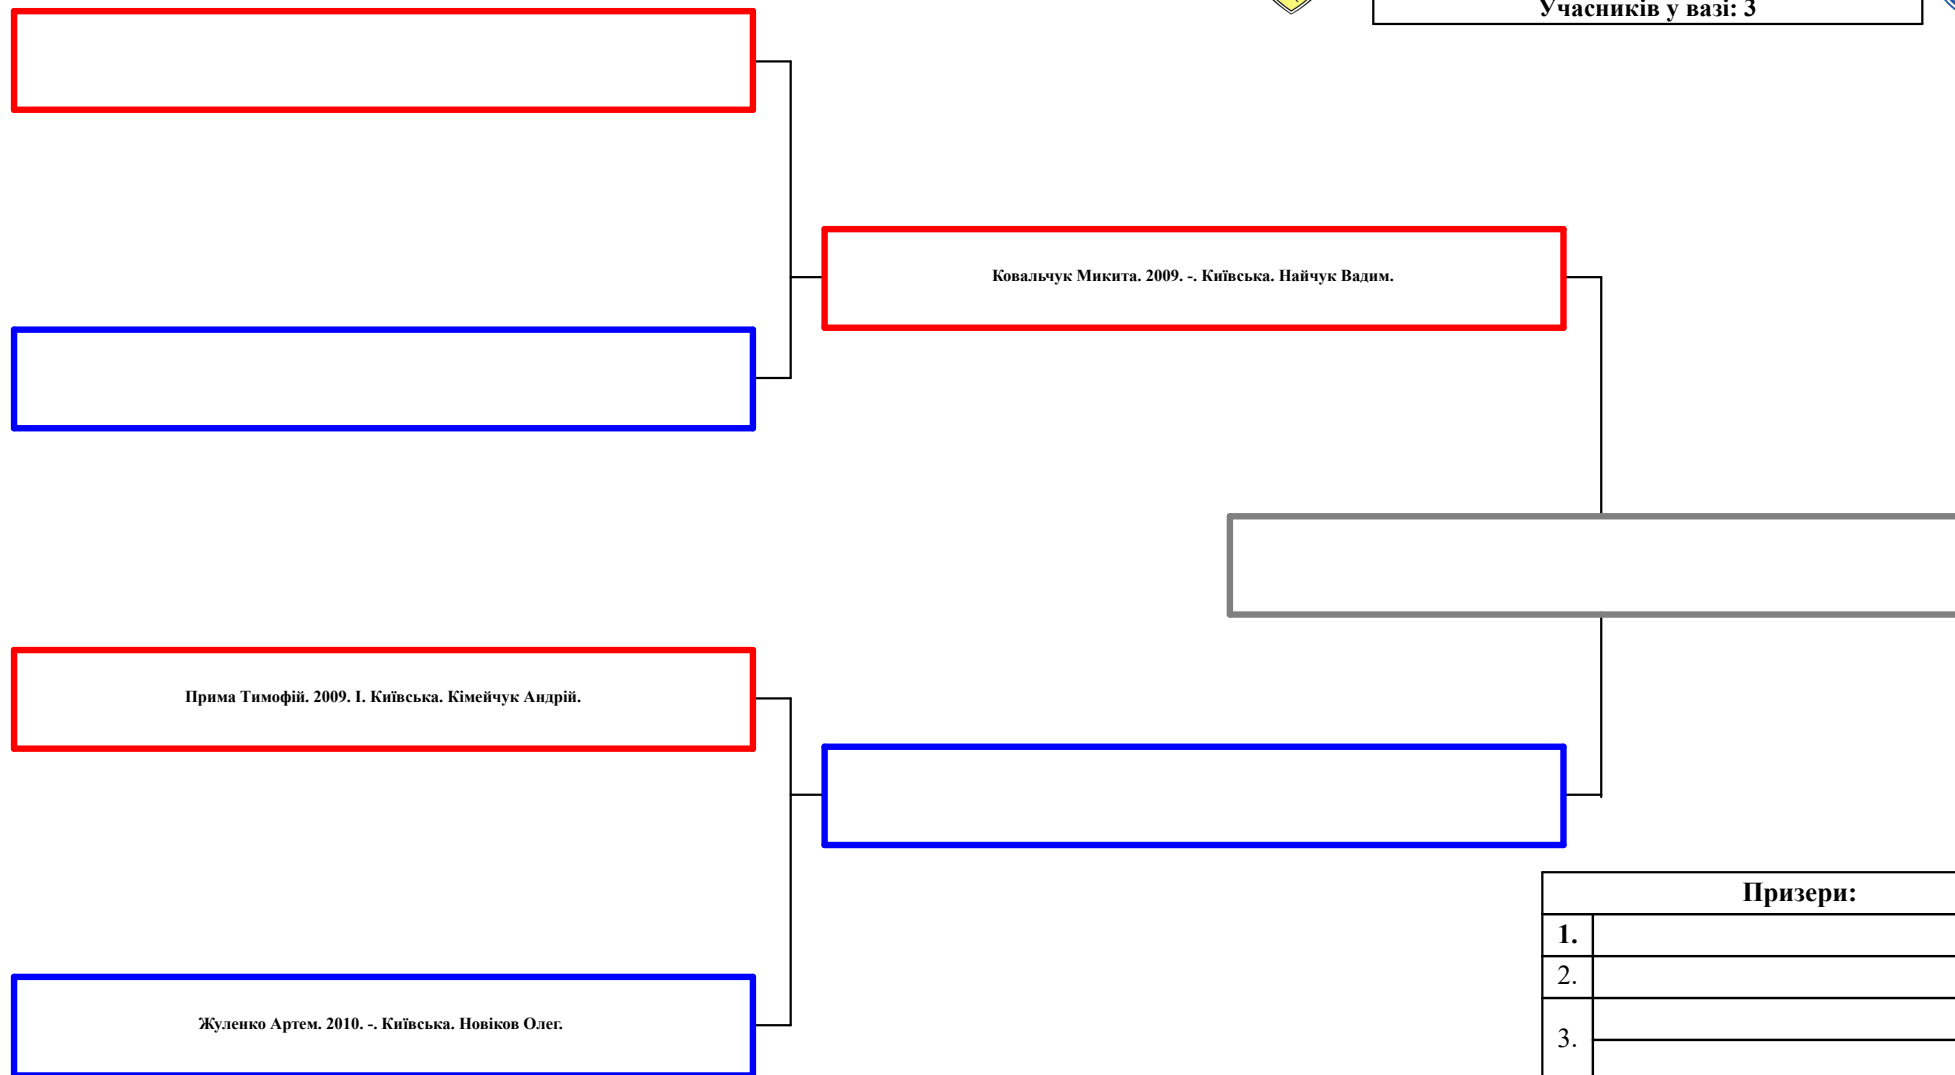 Учасників у вазі: 3
Ковальчук Микита. 2009. -. Київська. Найчук Вадим.
Прима Тимофій. 2009. І. Київська. Кімейчук Андрій.
Жуленко Артем. 2010. -. Київська. Новіков Олег.
Призери:
1.
2.
3.